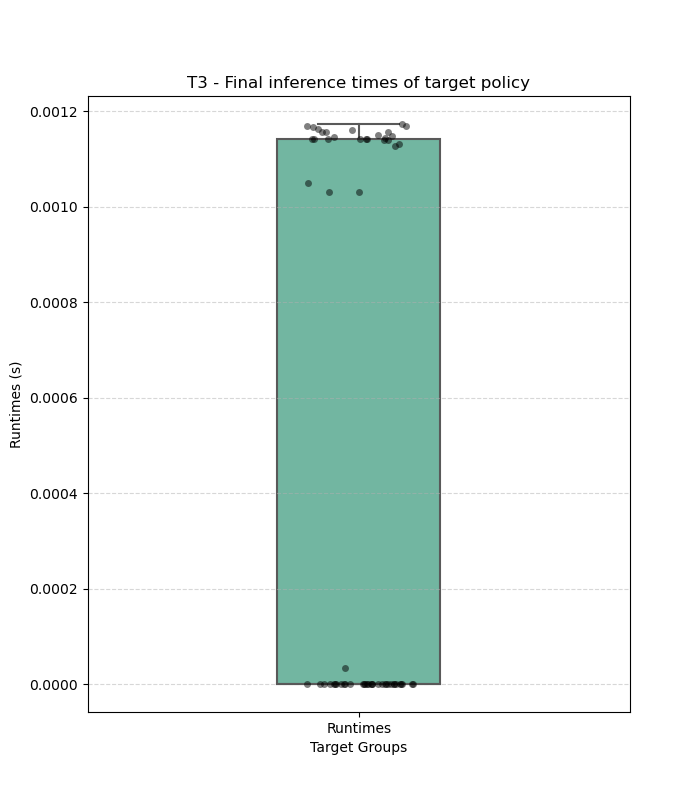 T3 - Final inference times of target policy
0.0012
0.0010
0.0008
0.0006
0.0004
0.0002
0.0000
Runtimes (s)
Runtimes
Target Groups